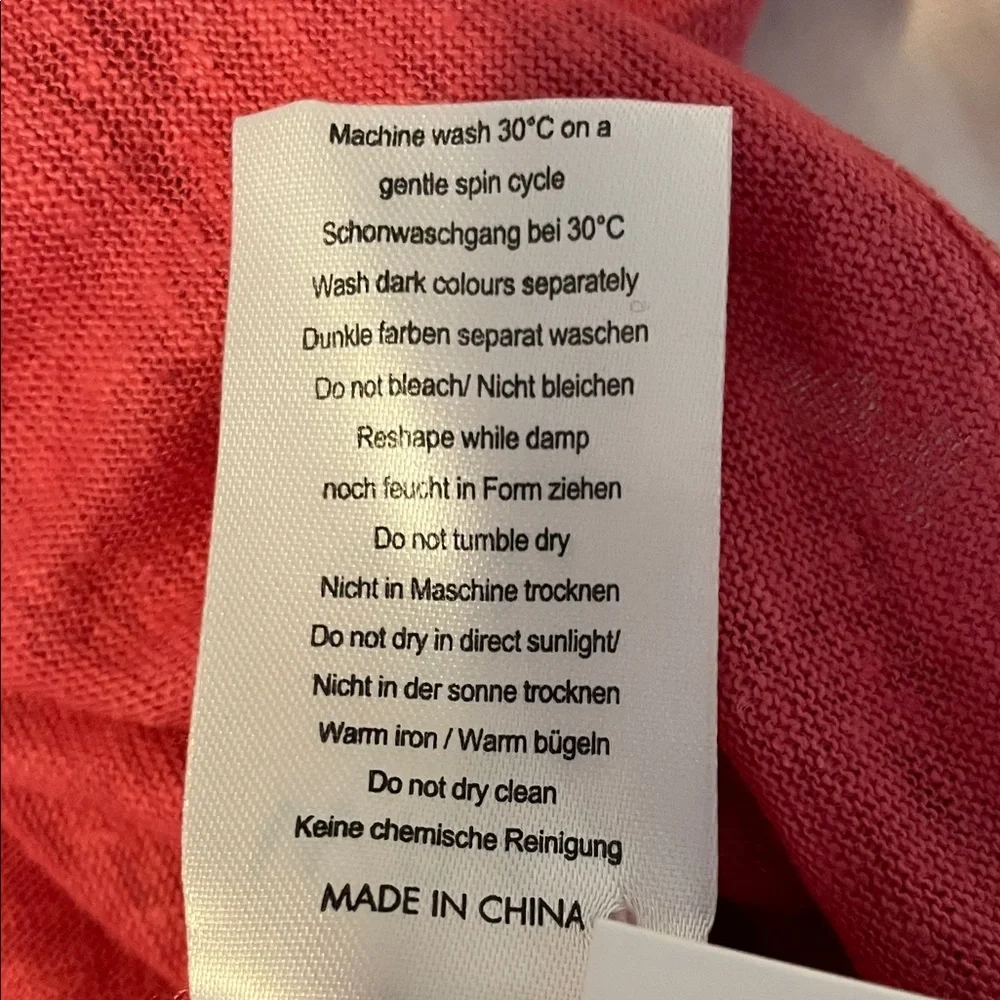 Machine wash 30°C on a
gentle spin cycle
Schonwaschgang bei 30°C
Wash dark colours separately
Dunkle farben separat waschen
Do not bleach/ Nicht bleichen
Reshape while damp
noch feucht in Form ziehen
Do not tumble dry
Nicht in Maschine trocknen
Do not dry in direct sunlight/
Nicht in der sonne trocknen
Warm iron / Warm bügeln
Do not dry clean
Keine chemische Reinigung
MADE IN CHINA